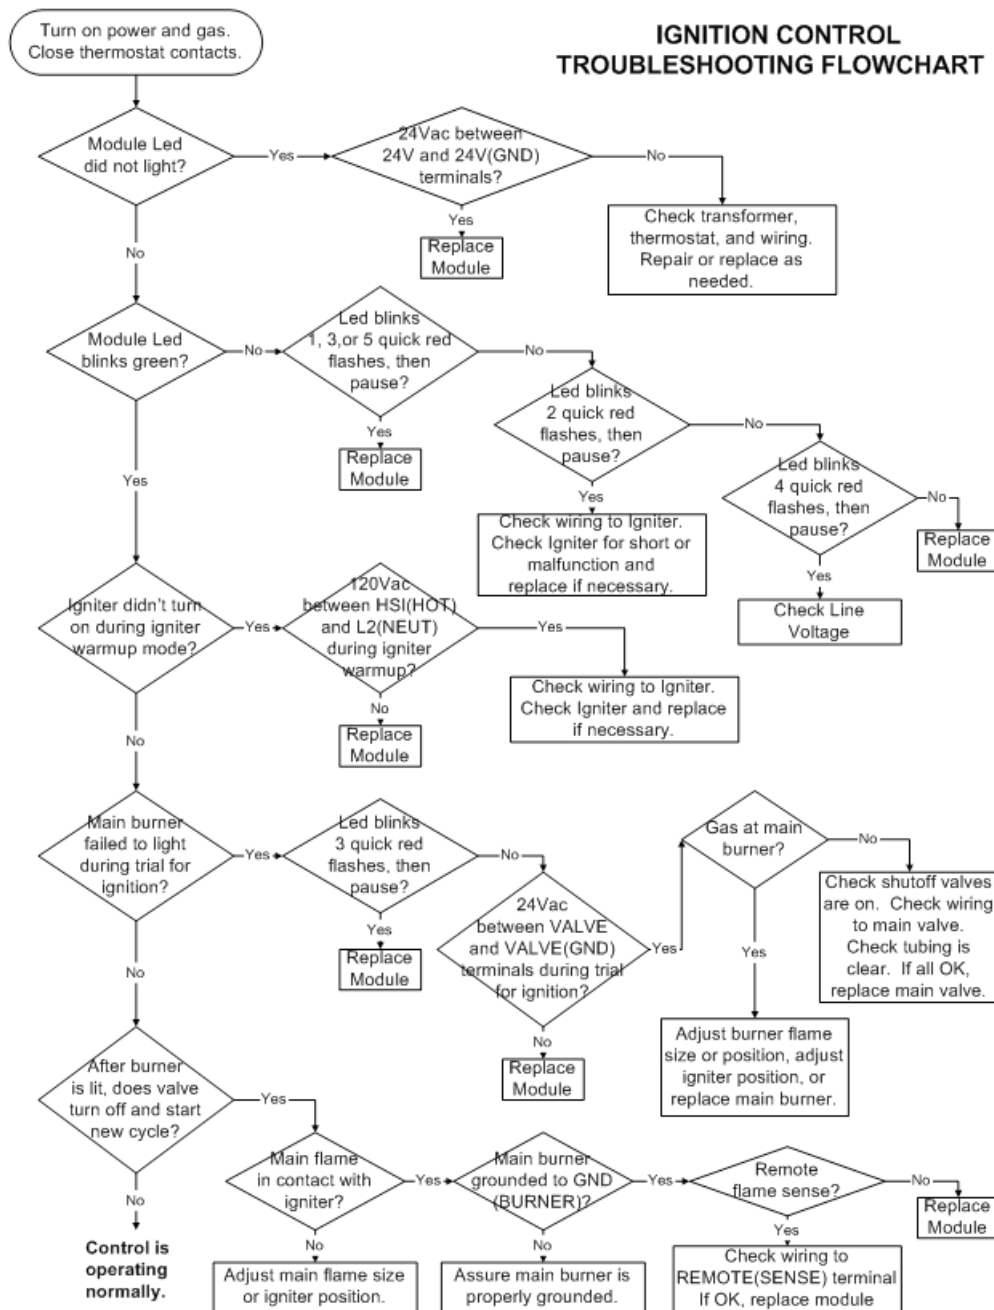 IGNITION CONTROL
TROUBLESHOOTING FLOWCHART
Turn on power and gas.
Close thermostat contacts.
Module Led
did not light?
Yes
24Vac between
24V and 24V(GND)
terminals?
No
Yes
Replace
Module
Check transformer,
thermostat, and wiring.
Repair or replace as
needed.
No
Module Led
blinks green?
No
Led blinks
1, 3,or 5 quick red
flashes, then
pause?
No
Yes
Replace
Module
Led blinks
2 quick red
flashes, then
pause?
No
Yes
Check wiring to Igniter.
Check Igniter for short or
malfunction and
replace if necessary.
Led blinks
4 quick red
flashes, then
pause?
No
Replace
Module
Yes
Check Line
Voltage
Yes
Igniter didn't turn
on during igniter
warmup mode?
Yes
120Vac
between HSI(HOT)
and L2(NEUT)
during igniter
warmup?
Yes
Check wiring to Igniter.
Check Igniter and replace
if necessary.
No
Replace
Module
No
Main burner
failed to light
during trial for
ignition?
Yes
Led blinks
3 quick red
flashes, then
pause?
No
Yes
Replace
Module
24Vac
between VALVE
and VALVE(GND)
terminals during trial
for ignition?
Yes
No
Replace
Module
Gas at main
burner?
No
Check shutoff valves
are on. Check wiring
to main valve.
Check tubing is
clear. If all OK,
replace main valve.
Yes
Adjust burner flame
size or position, adjust
igniter position, or
replace main burner.
No
After burner
is lit, does valve
turn off and start
new cycle?
Yes
Main flame
in contact with
igniter?
Yes
Main burner
grounded to GND
(BURNER)?
Yes
Remote
flame sense?
No
Replace
Module
No
Control is
operating
normally.
No
Adjust main flame size
or igniter position.
No
Assure main burner is
properly grounded.
Yes
Check wiring to
REMOTE(SENSE) terminal
If OK, replace module